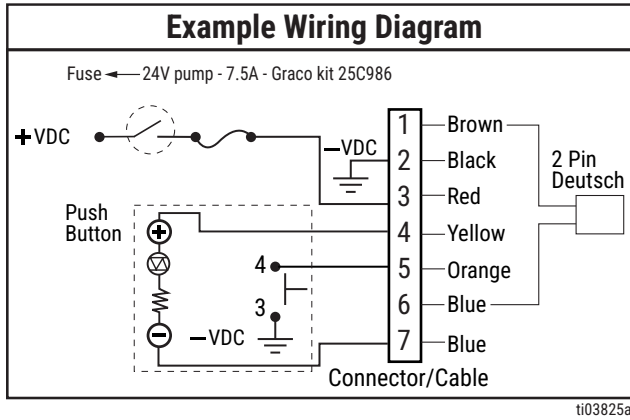 Example Wiring Diagram
Fuse 24V pump - 7.5A - Graco kit 25C986
+ VDC
–VDC
1 Brown
2 Black
3 Red
4 Yellow
5 Orange
6 Blue
7 Blue
2 Pin
Deutsch
Push
Button
+
4
3
–
–VDC
Connector/Cable
ti03825a